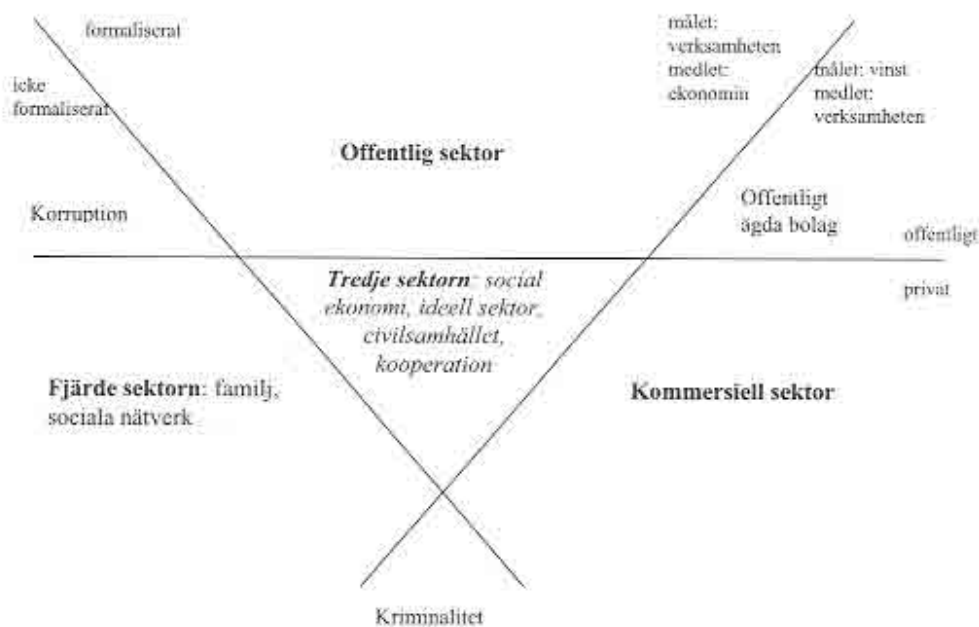 formaliserat
icke
formaliserat
målet:
verksamheten
medlet:
ekonomin
målet: vinst
medlet:
verksamheten
Offentlig sektor
Korruption
Offentligt
ägda bolag
offentligt
privat
Tredje sektorn: social
ekonomi, ideell sektor,
civilsamhället,
kooperation
Fjärde sektorn: familj,
sociala nätverk
Kommersiell sektor
Kriminalitet